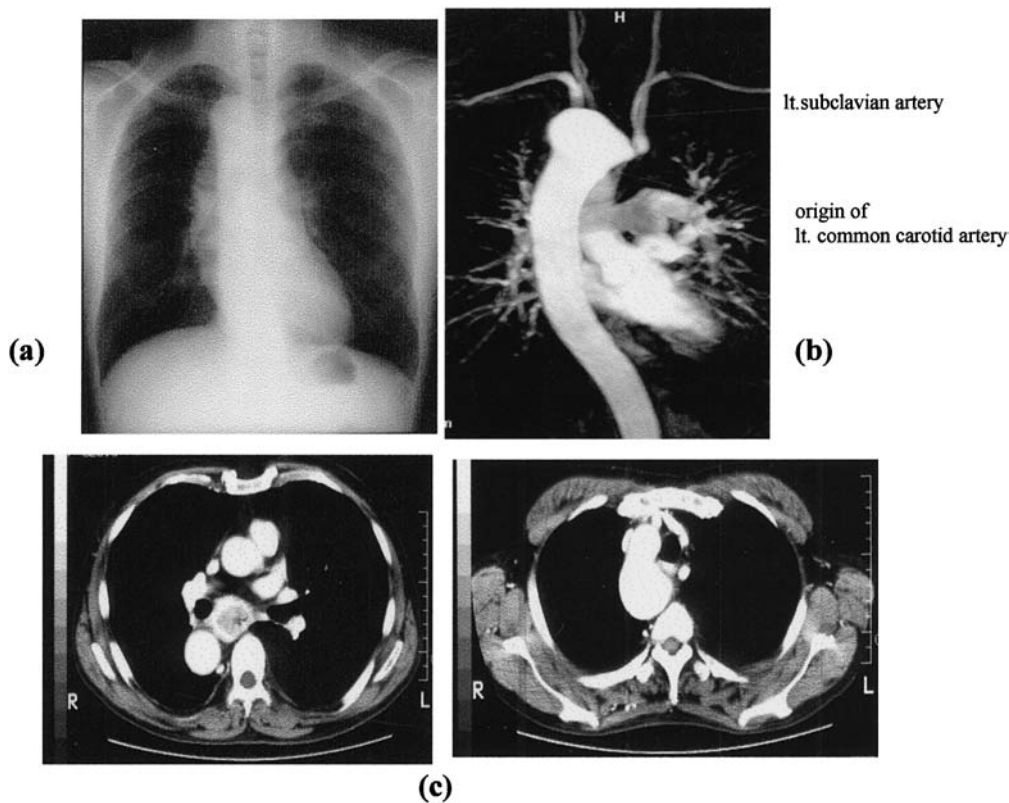 H
lt.subclavian artery
origin of
lt. common carotid artery
(a)
(b)
R
L
R
L
(c)